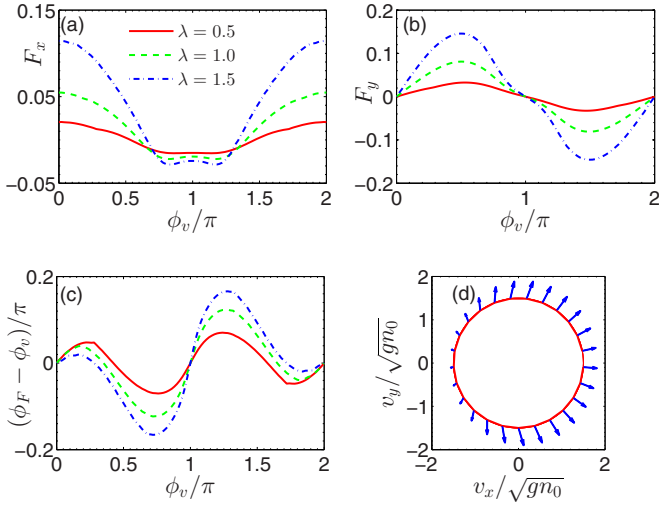 (a)
F_x
0.15
0.05
−0.05
0 0.5 1 1.5 2
ϕ_v/π
λ = 0.5
λ = 1.0
λ = 1.5
(b)
F_y
0.2
0.1
0
−0.1
−0.2
0 1 2
ϕ_v/π
(c)
(ϕ_F − ϕ_v)/π
0.2
0
−0.2
0 0.5 1 1.5 2
ϕ_v/π
(d)
v_y/√gn_0
2
1
0
−1
−2
−2 0 2
v_x/√gn_0